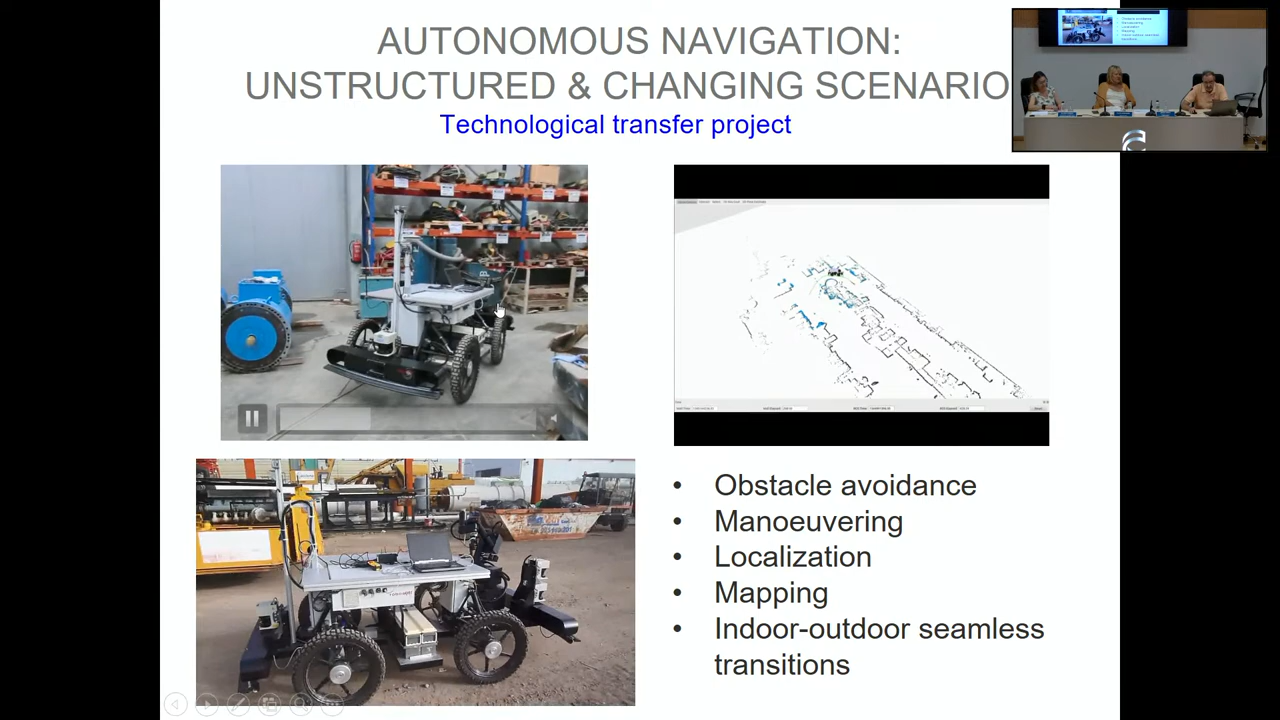 AUTONOMOUS NAVIGATION:
UNSTRUCTURED & CHANGING SCENARIO
Technological transfer project
• Obstacle avoidance
• Manoeuvering
• Localization
• Mapping
• Indoor-outdoor seamless
transitions